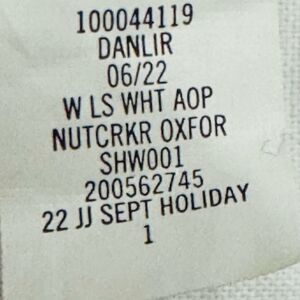 100044119
DANLIR
06/22
W LS WHT AOP
NUTCRKR OXFOR
SHW001
200562745
22 JJ SEPT HOLIDAY
1